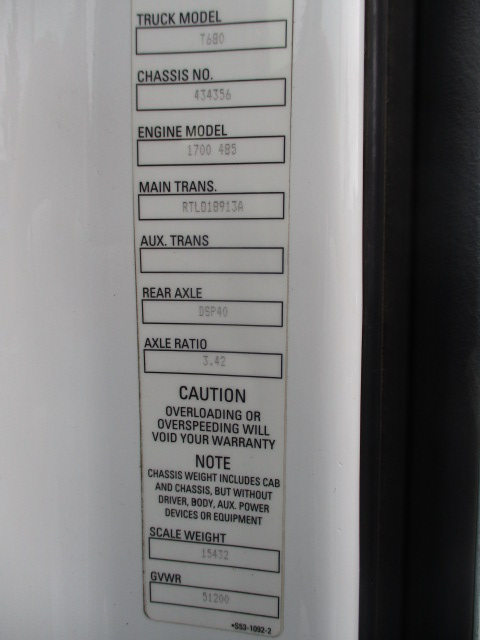 TRUCK MODEL
T680
CHASSIS NO.
434356
ENGINE MODEL
1700 485
MAIN TRANS.
RTLO18913A
AUX. TRANS
REAR AXLE
DSP40
AXLE RATIO
3.42
CAUTION
OVERLOADING OR
OVERSPEEDING WILL
VOID YOUR WARRANTY
NOTE
CHASSIS WEIGHT INCLUDES CAB
AND CHASSIS, BUT WITHOUT
DRIVER, BODY, AUX. POWER
DEVICES OR EQUIPMENT
SCALE WEIGHT
15432
GVWR
51200
*S53-1092-2